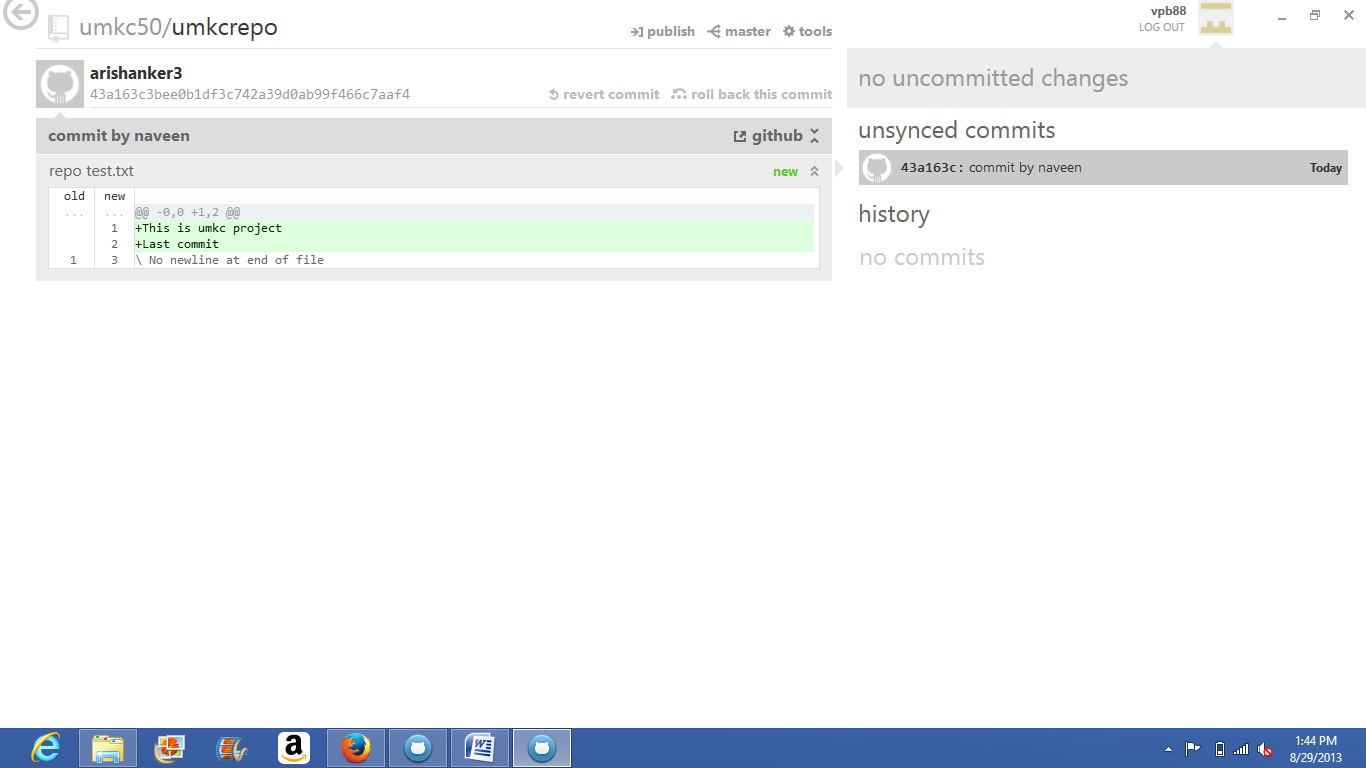 umkc50/umkcrepo
publish master tools
vpb88
LOG OUT
arishanker3
43a163c3bee0b1df3c742a39d0ab99f466c7aaf4
revert commit roll back this commit
commit by naveen
github
repo test.txt
new
old new
... ... @@ -0,0 +1,2 @@
1 +This is umkc project
2 +Last commit
1 3 \ No newline at end of file
no uncommitted changes
unsynced commits
43a163c: commit by naveen Today
history
no commits
1:44 PM
8/29/2013